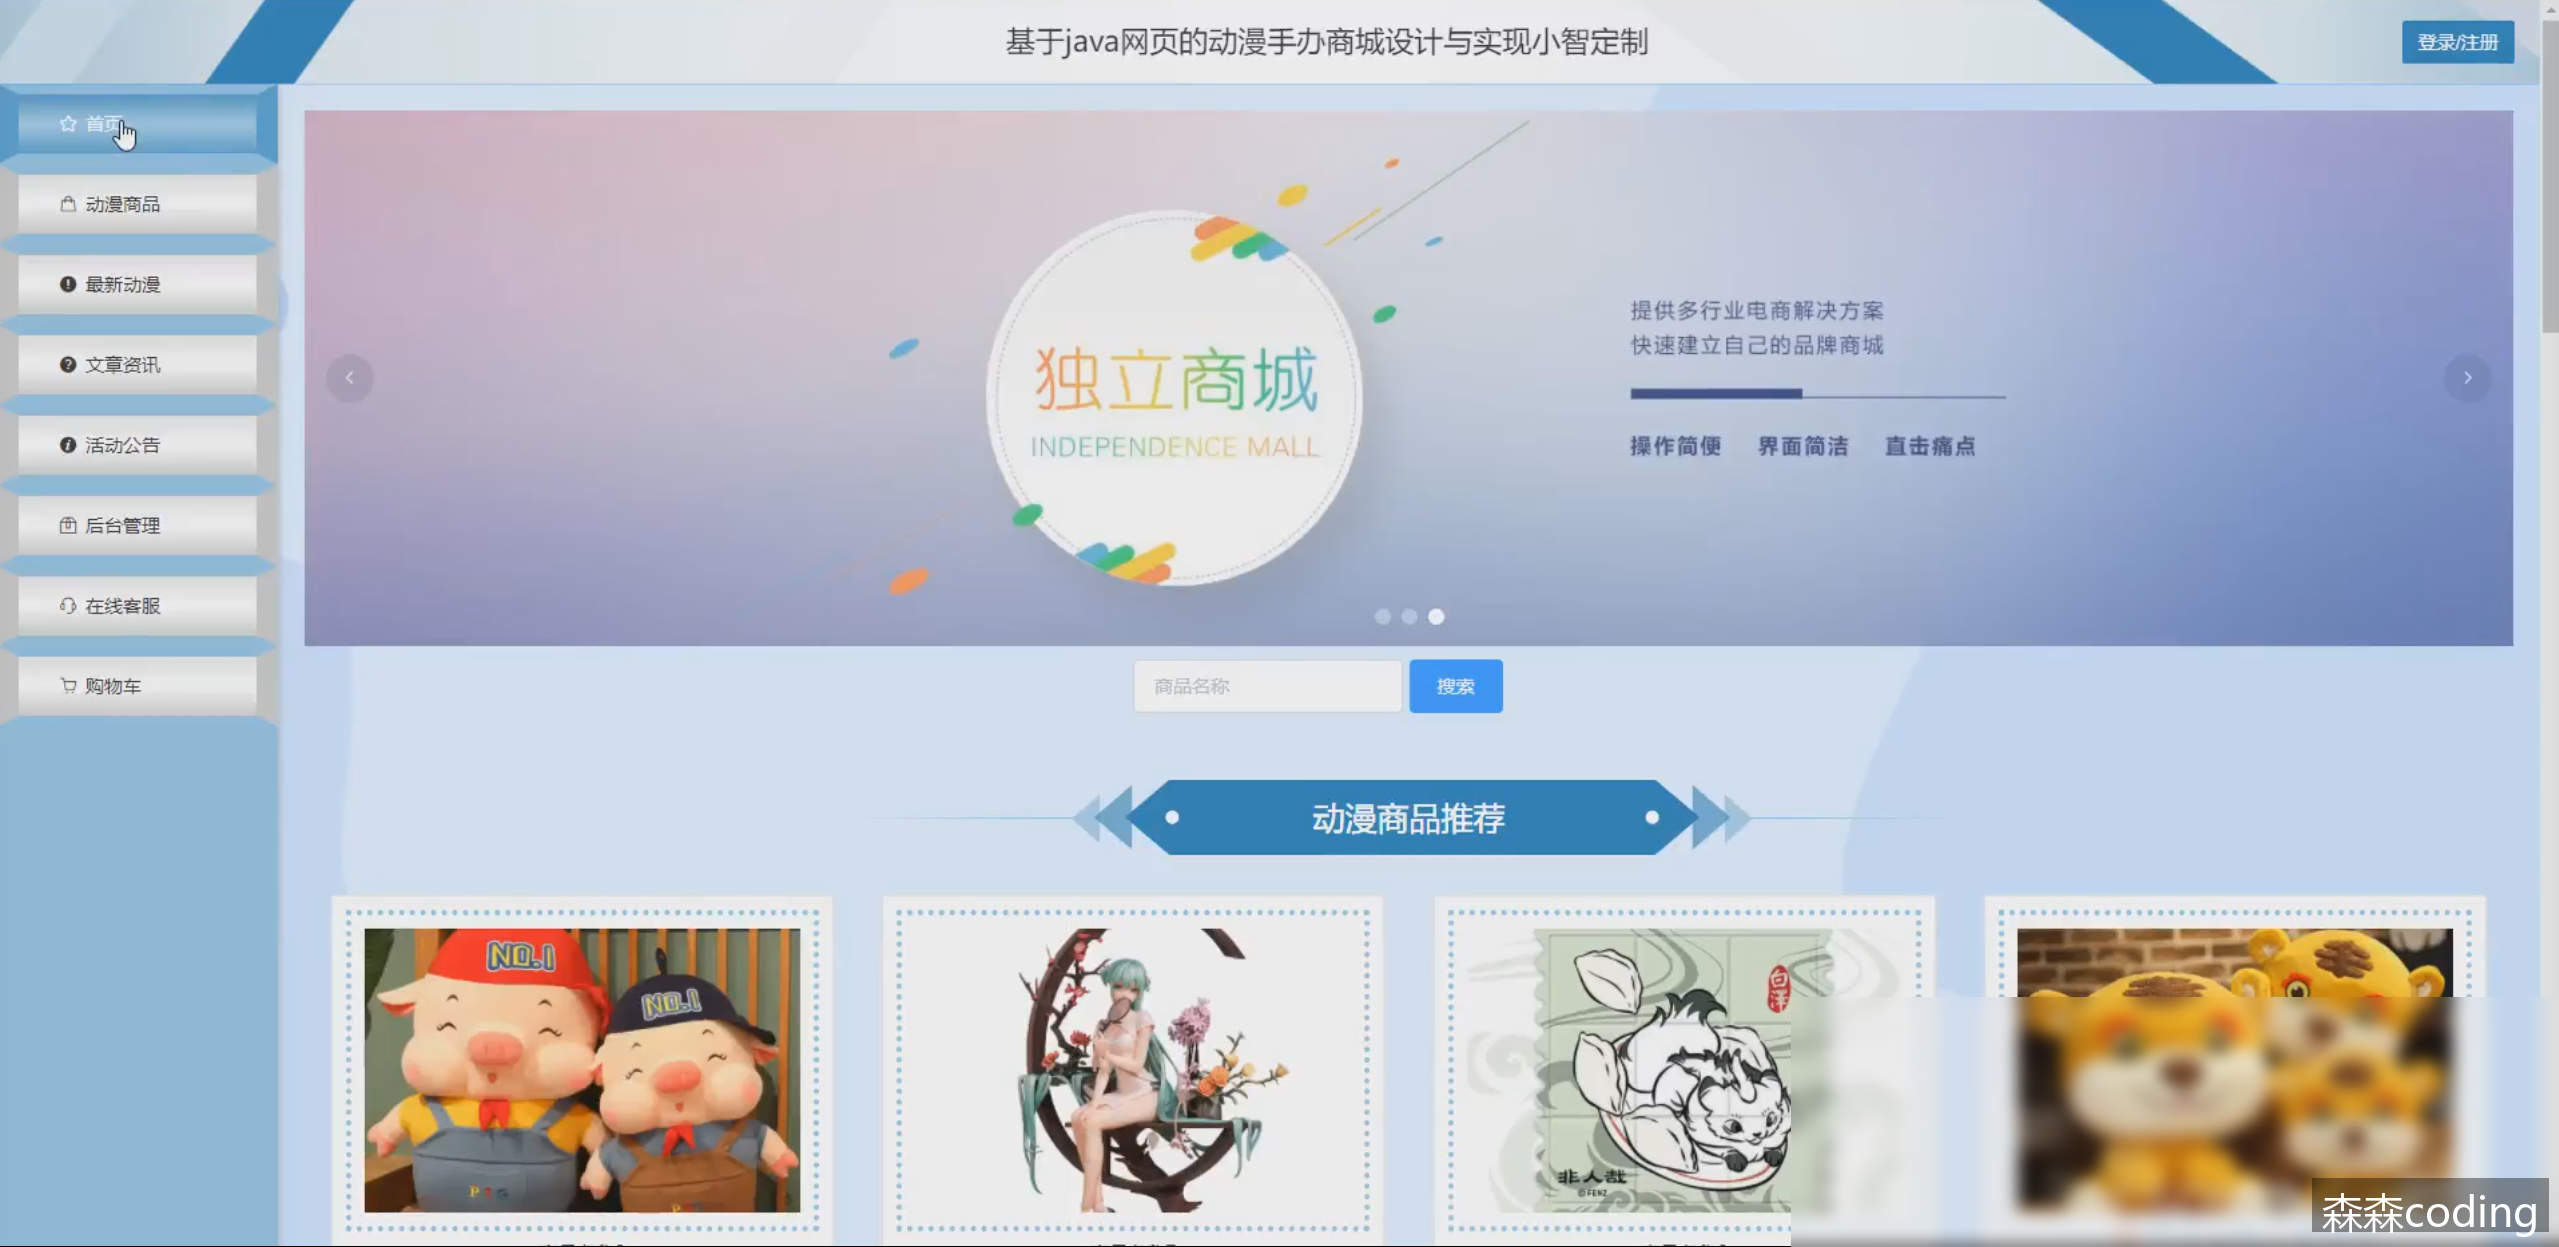 基于java网页的动漫手办商城设计与实现小智定制
登录/注册
首页
动漫商品
最新动漫
文章资讯
活动公告
后台管理
在线客服
购物车
独立商城
INDEPENDENCE MALL
提供多行业电商解决方案
快速建立自己的品牌商城
操作简便 界面简洁 直击痛点
商品名称
搜索
动漫商品推荐
NO.1
NO.1
PIG
白泽
非人哉
©FENZ
森森coding